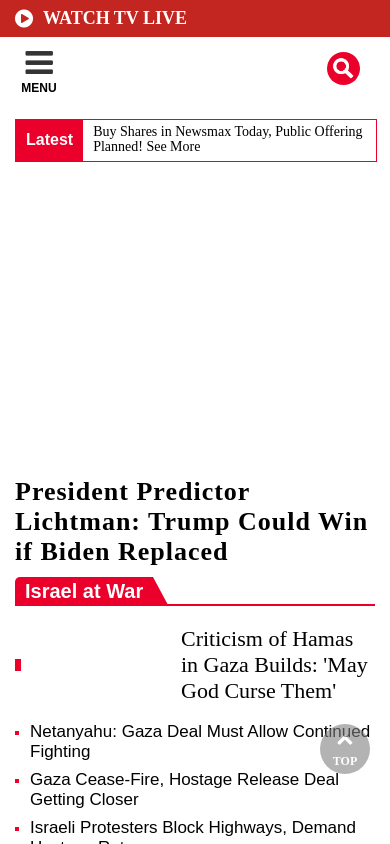 WATCH TV LIVE
MENU
Latest
Buy Shares in Newsmax Today, Public Offering
Planned! See More
President Predictor
Lichtman: Trump Could Win
if Biden Replaced
Israel at War
Criticism of Hamas
in Gaza Builds: 'May
God Curse Them'
Netanyahu: Gaza Deal Must Allow Continued
Fighting
Gaza Cease-Fire, Hostage Release Deal
Getting Closer
TOP
Israeli Protesters Block Highways, Demand